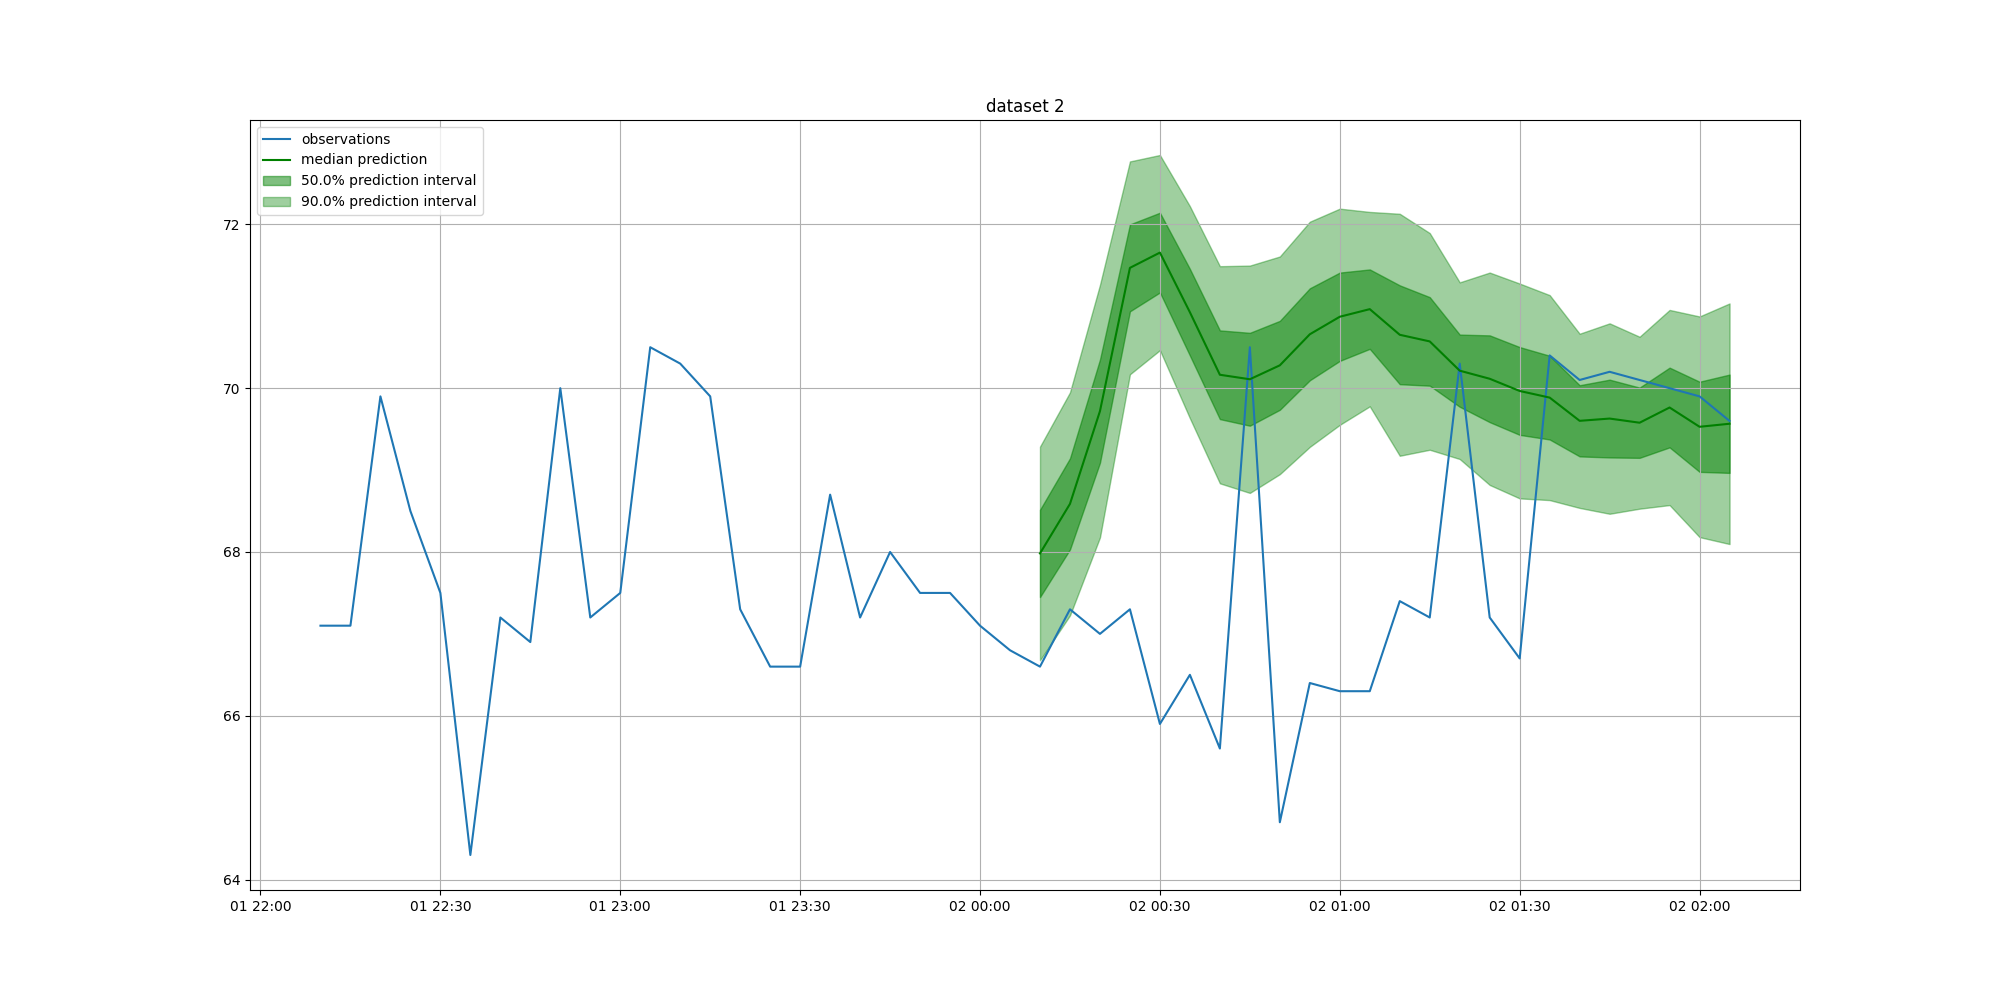 dataset 2
observations
median prediction
50.0% prediction interval
90.0% prediction interval
72
70
68
66
64
01 22:00 01 22:30 01 23:00 01 23:30 02 00:00 02 00:30 02 01:00 02 01:30 02 02:00